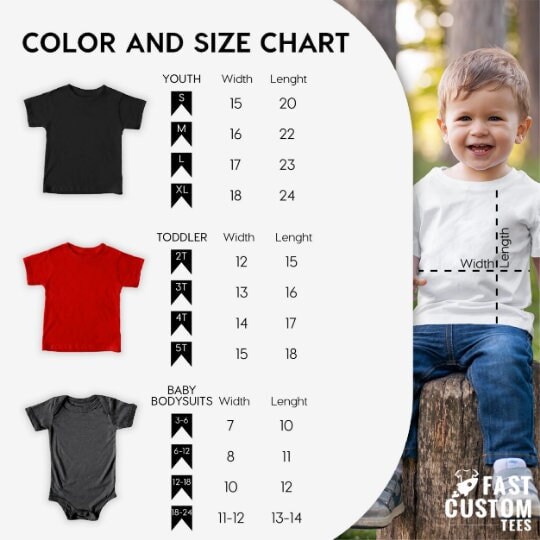 COLOR AND SIZE CHART
YOUTH Width Lenght
S 15 20
M 16 22
L 17 23
XL 18 24
TODDLER Width Lenght
2T 12 15
3T 13 16
4T 14 17
5T 15 18
BABY
BODYSUITS Width Lenght
3-6 7 10
6-12 8 11
12-18 10 12
18-24 11-12 13-14
Width
Length
FAST
CUSTOM
TEES